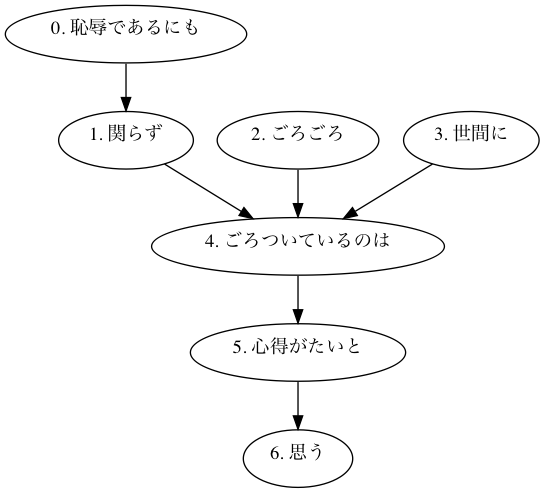 0. 恥辱であるにも
1. 関らず
2. ごろごろ
3. 世間に
4. ごろついているのは
5. 心得がたいと
6. 思う